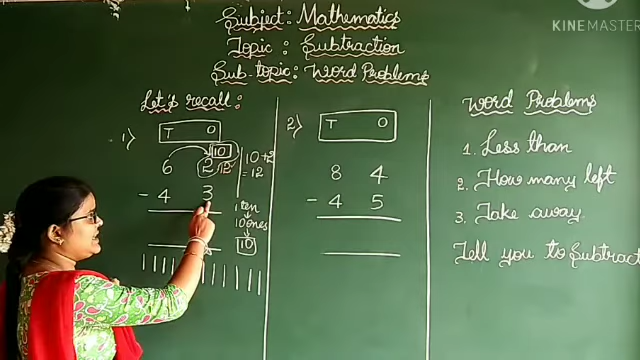 KINEMASTER
Subject: Mathematics
Topic: Subtraction
Sub-topic: Word Problems
Let's recall:
1)
T O
10
6 2 12
10+2
=12
- 4 3
1 ten
10 ones
10
2)
T O
8 4
- 4 5
Word Problems
1. Less than
2. How many left
3. Take away
Tell you to Subtract